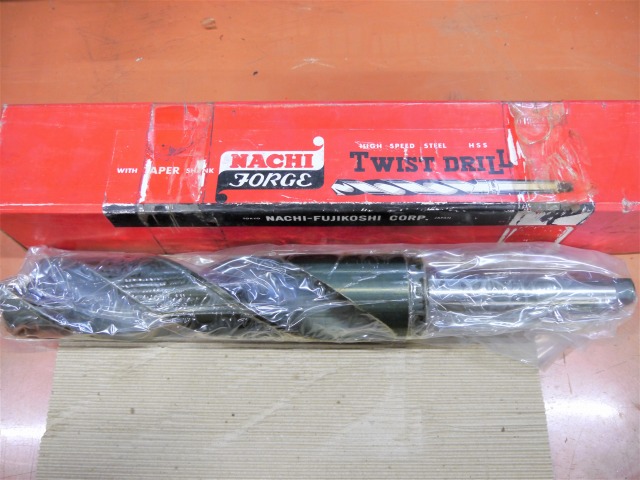 NACHI
FORGE
HIGH-SPEED STEEL HSS
TWIST DRILL
WITH TAPER SHANK
NACHI-FUJIKOSHI CORP.